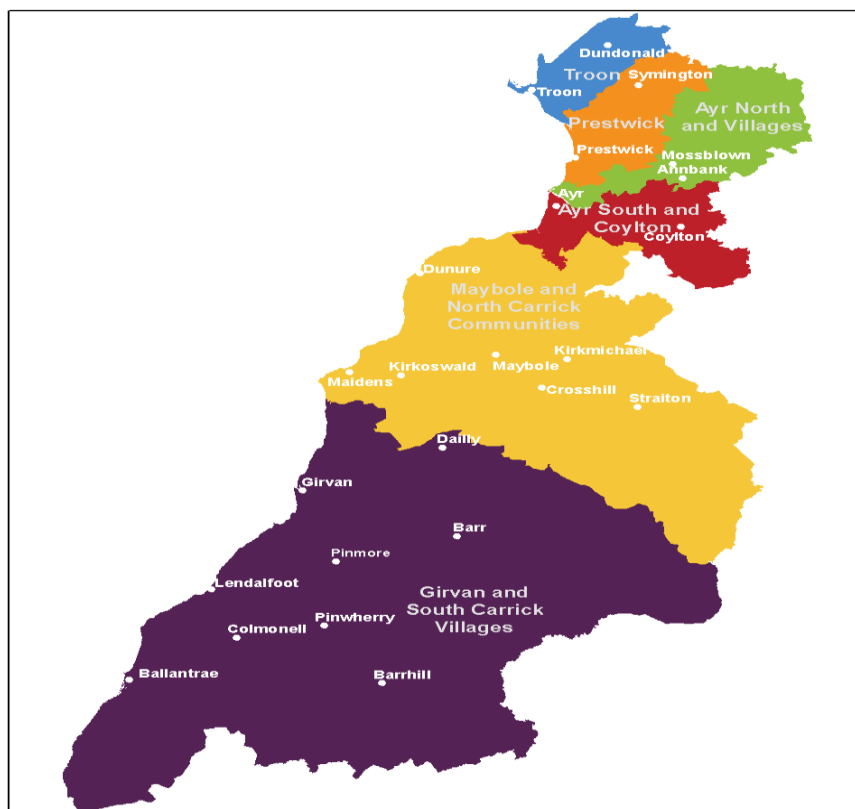 Dundonald
Troon
Symington
Troon
Ayr North
and Villages
Prestwick
Prestwick
Mossblown
Annbank
Ayr
Ayr South and
Coylton
Coylton
Dunure
Maybole and
North Carrick
Communities
Kirkmichael
Kirkoswald
Maybole
Maidens
Crosshill
Straiton
Dailly
Girvan
Barr
Pinmore
Lendalfoot
Girvan and
South Carrick
Villages
Pinwherry
Colmonell
Ballantrae
Barrhill